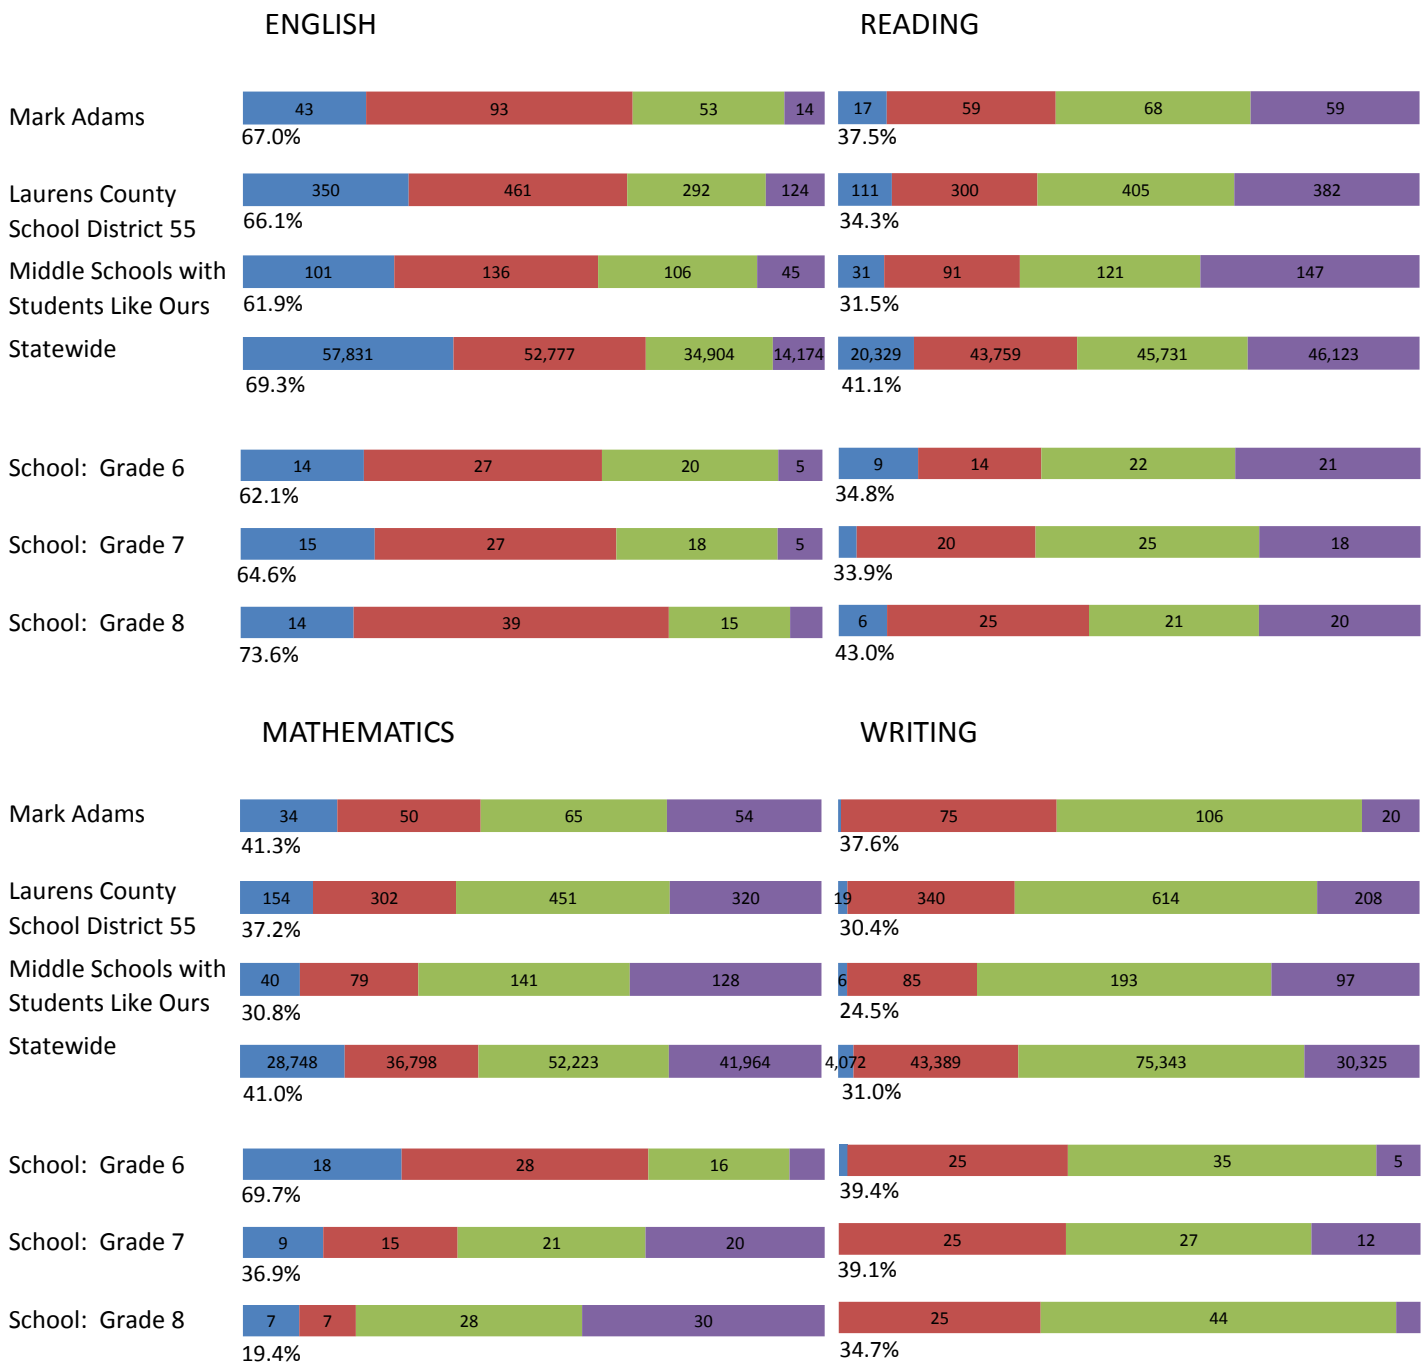 ENGLISH READING
Mark Adams 43 93 53 14 17 59 68 59
67.0% 37.5%
Laurens County 350 461 292 124 111 300 405 382
School District 55 66.1% 34.3%
Middle Schools with 101 136 106 45 31 91 121 147
Students Like Ours 61.9% 31.5%
Statewide 57,831 52,777 34,904 14,174 20,329 43,759 45,731 46,123
69.3% 41.1%
School: Grade 6 14 27 20 5 9 14 22 21
62.1% 34.8%
School: Grade 7 15 27 18 5 20 25 18
64.6% 33.9%
School: Grade 8 14 39 15 6 25 21 20
73.6% 43.0%
MATHEMATICS WRITING
Mark Adams 34 50 65 54 75 106 20
41.3% 37.6%
Laurens County 154 302 451 320 19 340 614 208
School District 55 37.2% 30.4%
Middle Schools with 40 79 141 128 6 85 193 97
Students Like Ours 30.8% 24.5%
Statewide 28,748 36,798 52,223 41,964 4,072 43,389 75,343 30,325
41.0% 31.0%
School: Grade 6 18 28 16 25 35 5
69.7% 39.4%
School: Grade 7 9 15 21 20 25 27 12
36.9% 39.1%
School: Grade 8 7 7 28 30 25 44
19.4% 34.7%